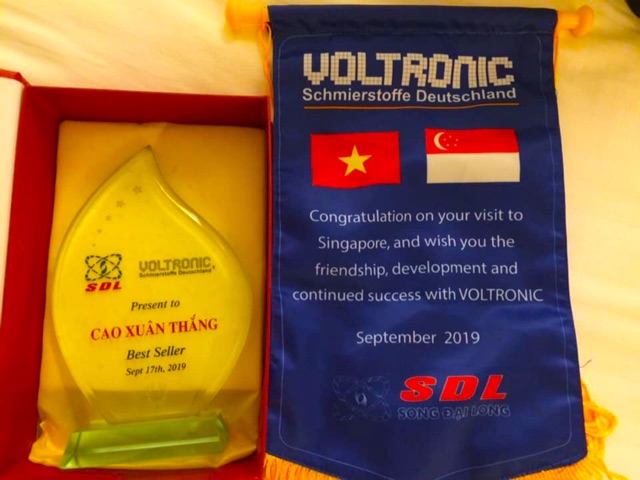 SDL
VOLTRONIC
Schmierstoffe Deutschland
Present to
CAO XUÂN THẮNG
Best Seller
Sept 17th, 2019
VOLTRONIC
Schmierstoffe Deutschland
Congratulation on your visit to
Singapore, and wish you the
friendship, development and
continued success with VOLTRONIC
September 2019
SDL
SONG ĐẠI LONG